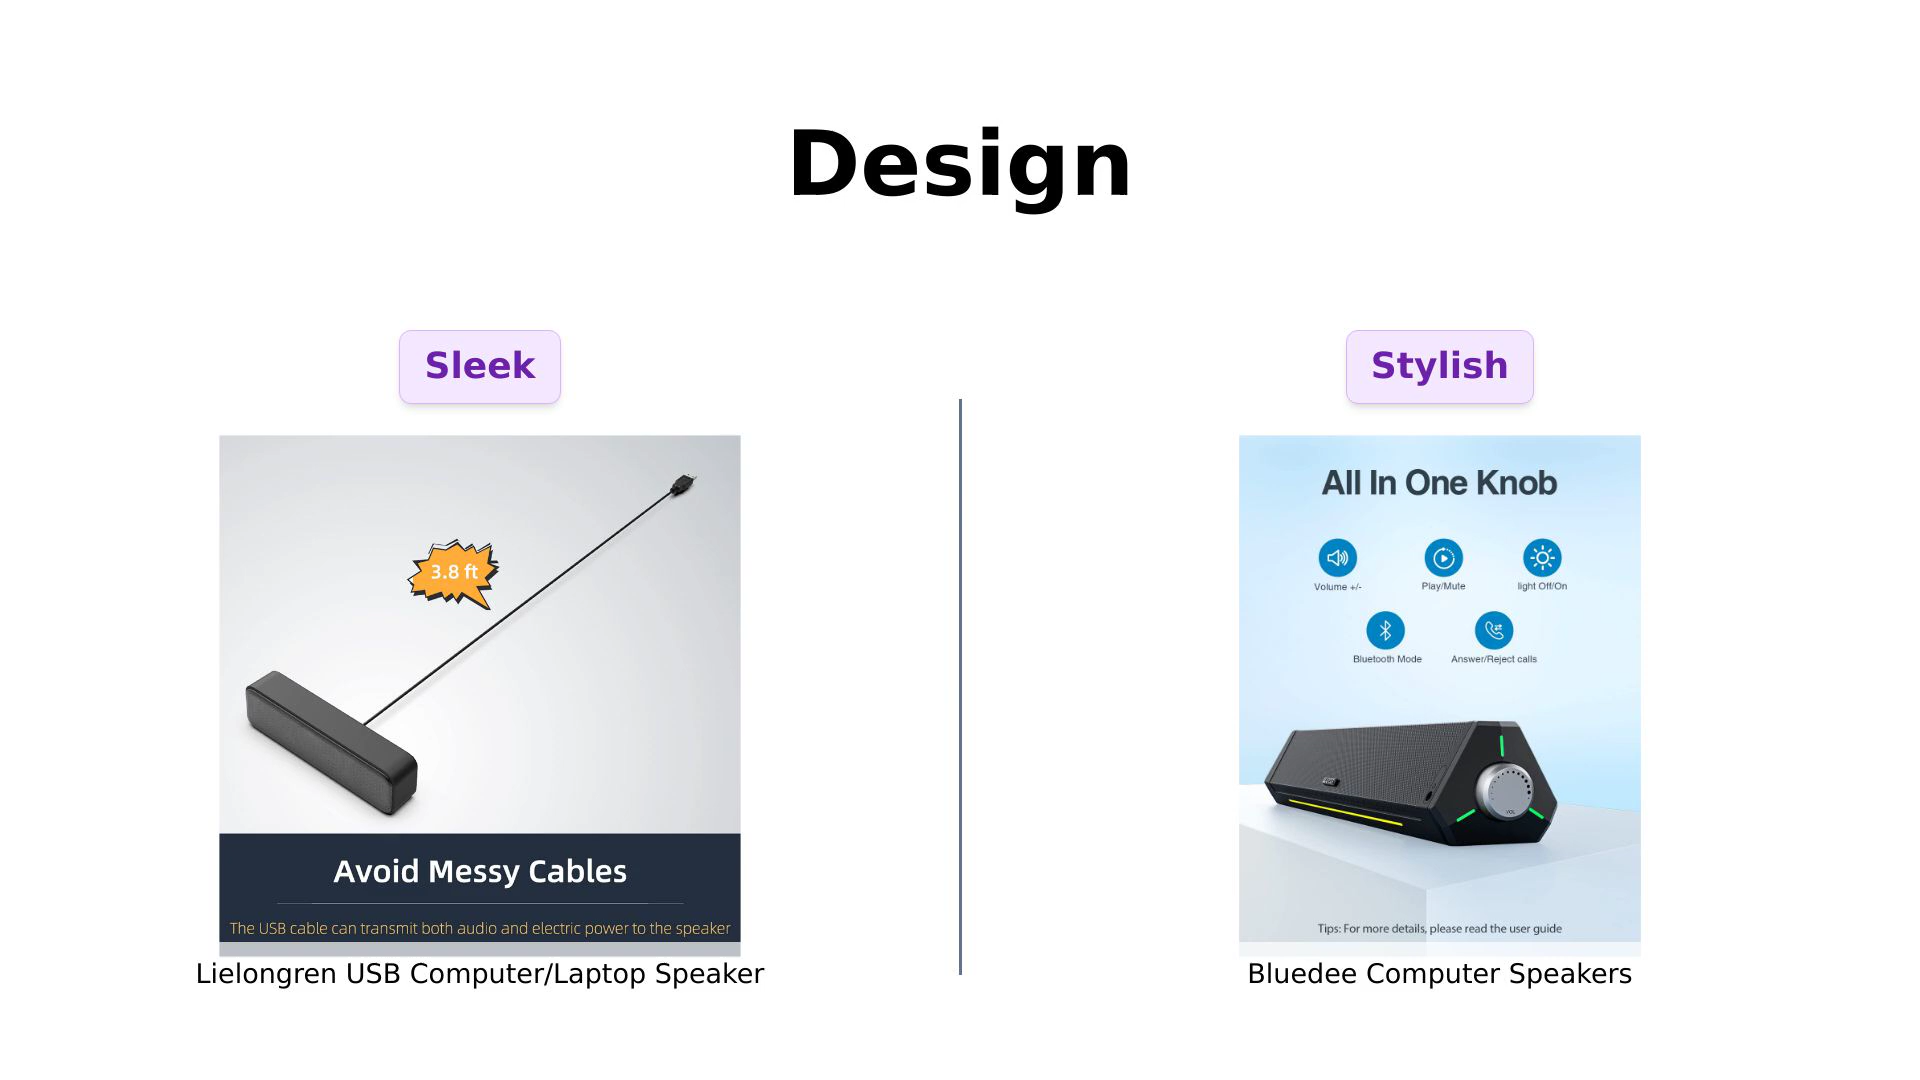 Design
Sleek
Stylish
3.8 ft
Avoid Messy Cables
The USB cable can transmit both audio and electric power to the speaker
Lielongren USB Computer/Laptop Speaker
All In One Knob
Volume +/-
Play/Mute
light Off/On
Bluetooth Mode
Answer/Reject calls
VOL
Tips: For more details, please read the user guide
Bluedee Computer Speakers